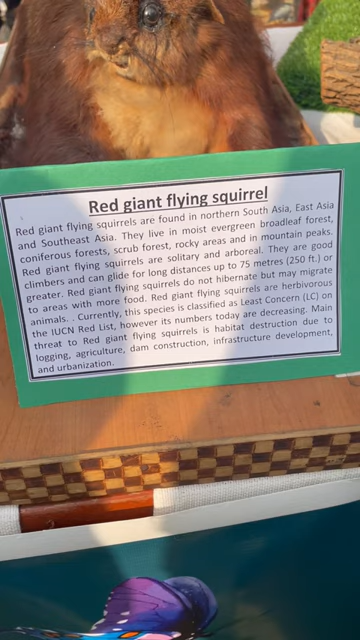 Red giant flying squirrel
Red giant flying squirrels are found in northern South Asia, East Asia
and Southeast Asia. They live in moist evergreen broadleaf forest,
coniferous forests, scrub forest, rocky areas and in mountain peaks.
Red giant flying squirrels are solitary and arboreal. They are good
climbers and can glide for long distances up to 75 metres (250 ft.) or
greater. Red giant flying squirrels do not hibernate but may migrate
to areas with more food. Red giant flying squirrels are herbivorous
animals. . Currently, this species is classified as Least Concern (LC) on
the IUCN Red List, however its numbers today are decreasing. Main
threat to Red giant flying squirrels is habitat destruction due to
logging, agriculture, dam construction, infrastructure development,
and urbanization.